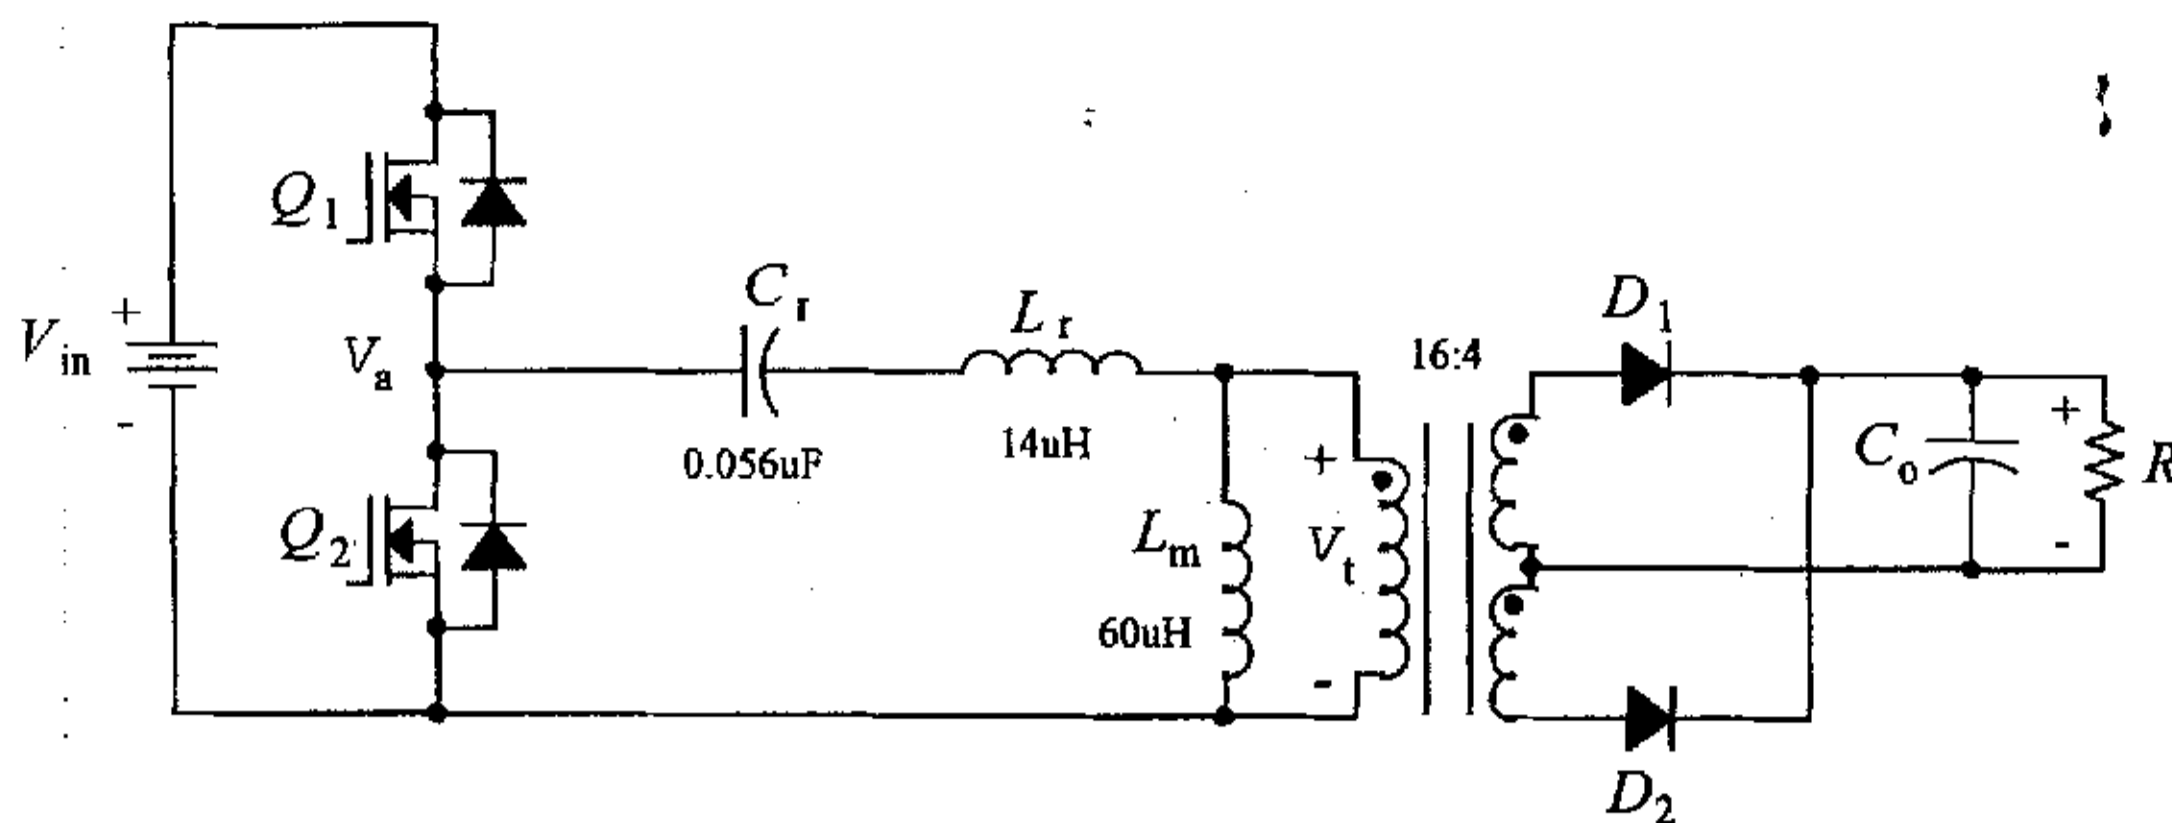 Q1
Vin
+
-
Va
Cr
0.056uF
Lr
14uH
Q2
Lm
60uH
+
Vt
-
16:4
D1
Co
+
R
-
D2